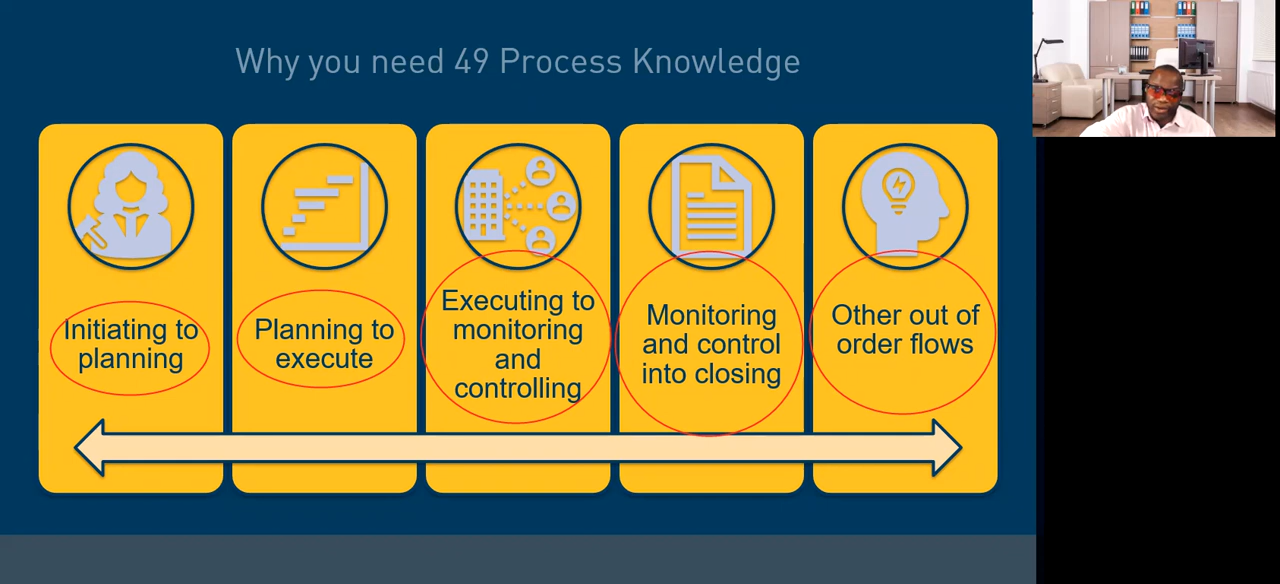 Why you need 49 Process Knowledge
Initiating to
planning
Planning to
execute
Executing to
monitoring
and
controlling
Monitoring
and control
into closing
Other out of
order flows